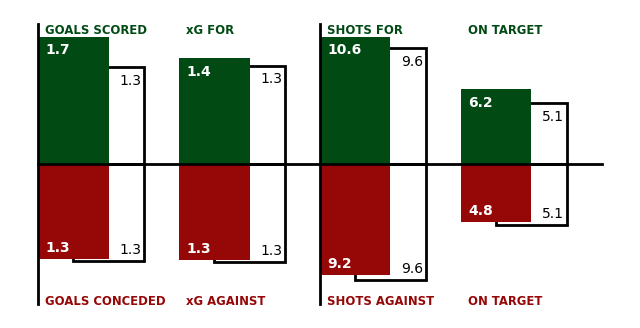 GOALS SCORED xG FOR SHOTS FOR ON TARGET
1.7 1.3 1.4 1.3 10.6 9.6 6.2 5.1
1.3 1.3 1.3 1.3 9.2 9.6 4.8 5.1
GOALS CONCEDED xG AGAINST SHOTS AGAINST ON TARGET